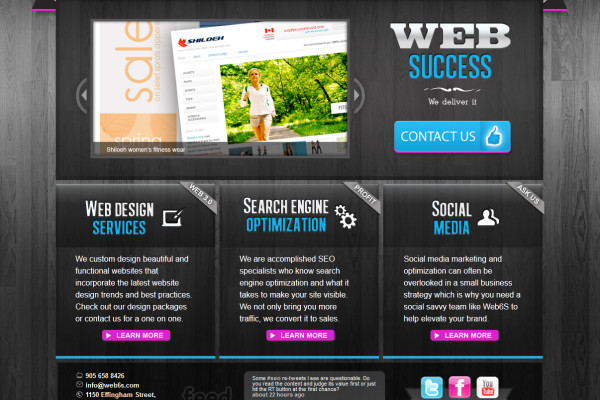 sale
on select sports apparel
spring
SHILOEH
FITNE
Shiloeh women's fitness wear
WEB
SUCCESS
We deliver it
CONTACT US
WEB 3.0
WEB DESIGN
SERVICES
We custom design beautiful and
functional websites that
incorporate the latest website
design trends and best practices.
Check out our design packages
or contact us for a one on one.
LEARN MORE
PROFIT
SEARCH ENGINE
OPTIMIZATION
We are accomplished SEO
specialists who know search
engine optimization and what it
takes to make your site visible.
We not only bring you more
traffic, we convert it to sales.
LEARN MORE
ASK US
SOCIAL
MEDIA
Social media marketing and
optimization can often be
overlooked in a small business
strategy which is why you need a
social savvy team like Web6S to
help elevate your brand.
LEARN MORE
905 658 8426
info@web6s.com
1150 Effingham Street,
feed
Some #seo re-tweets I see are questionable. Do
you read the content and judge its value first or just
hit the RT button at the first chance?
about 22 hours ago
You
Tube